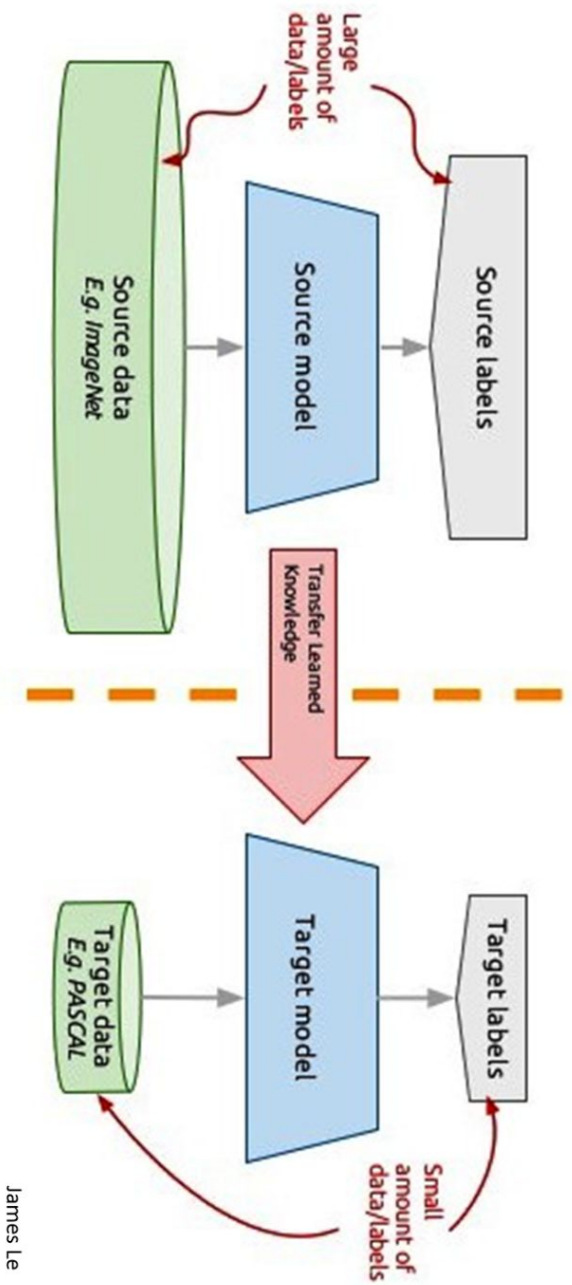 Large
amount of
data/labels
Source labels
Source model
Source data
E.g. ImageNet
Transfer Learned
Knowledge
Target labels
Target model
Target data
E.g. PASCAL
Small
amount of
data/labels
James Le